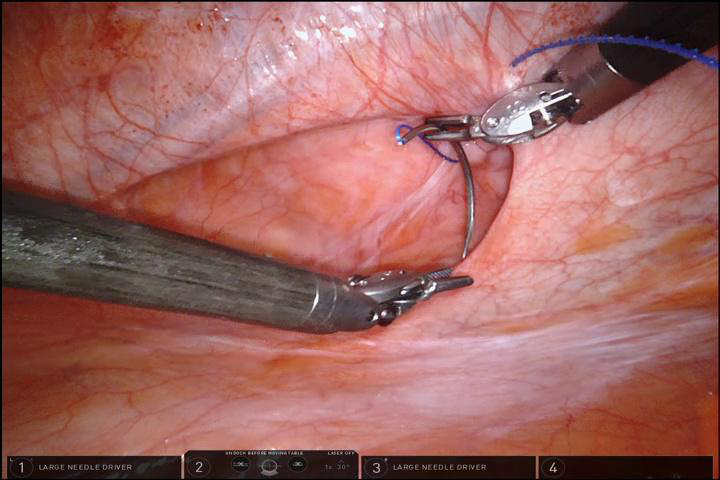 UNDOCK BEFORE MOVING TABLE LASER OFF
1 LARGE NEEDLE DRIVER 2 1x 30° 3 LARGE NEEDLE DRIVER 4